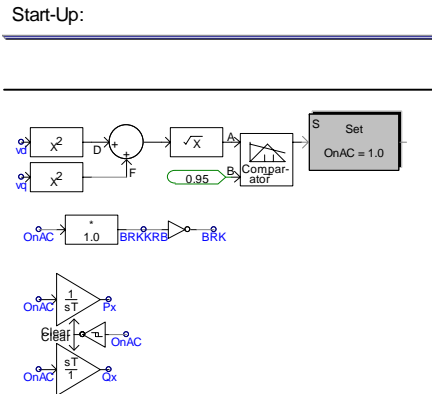 Start-Up:
vd
X2
D
+
+
F
vq
X2
√X
A
B
0.95
Compar-
ator
S
Set
OnAC = 1.0
OnAC
*
1.0
BRKKRB
BRK
OnAC
1
sT
Px
Clear
Clear
OnAC
OnAC
sT
1
Qx